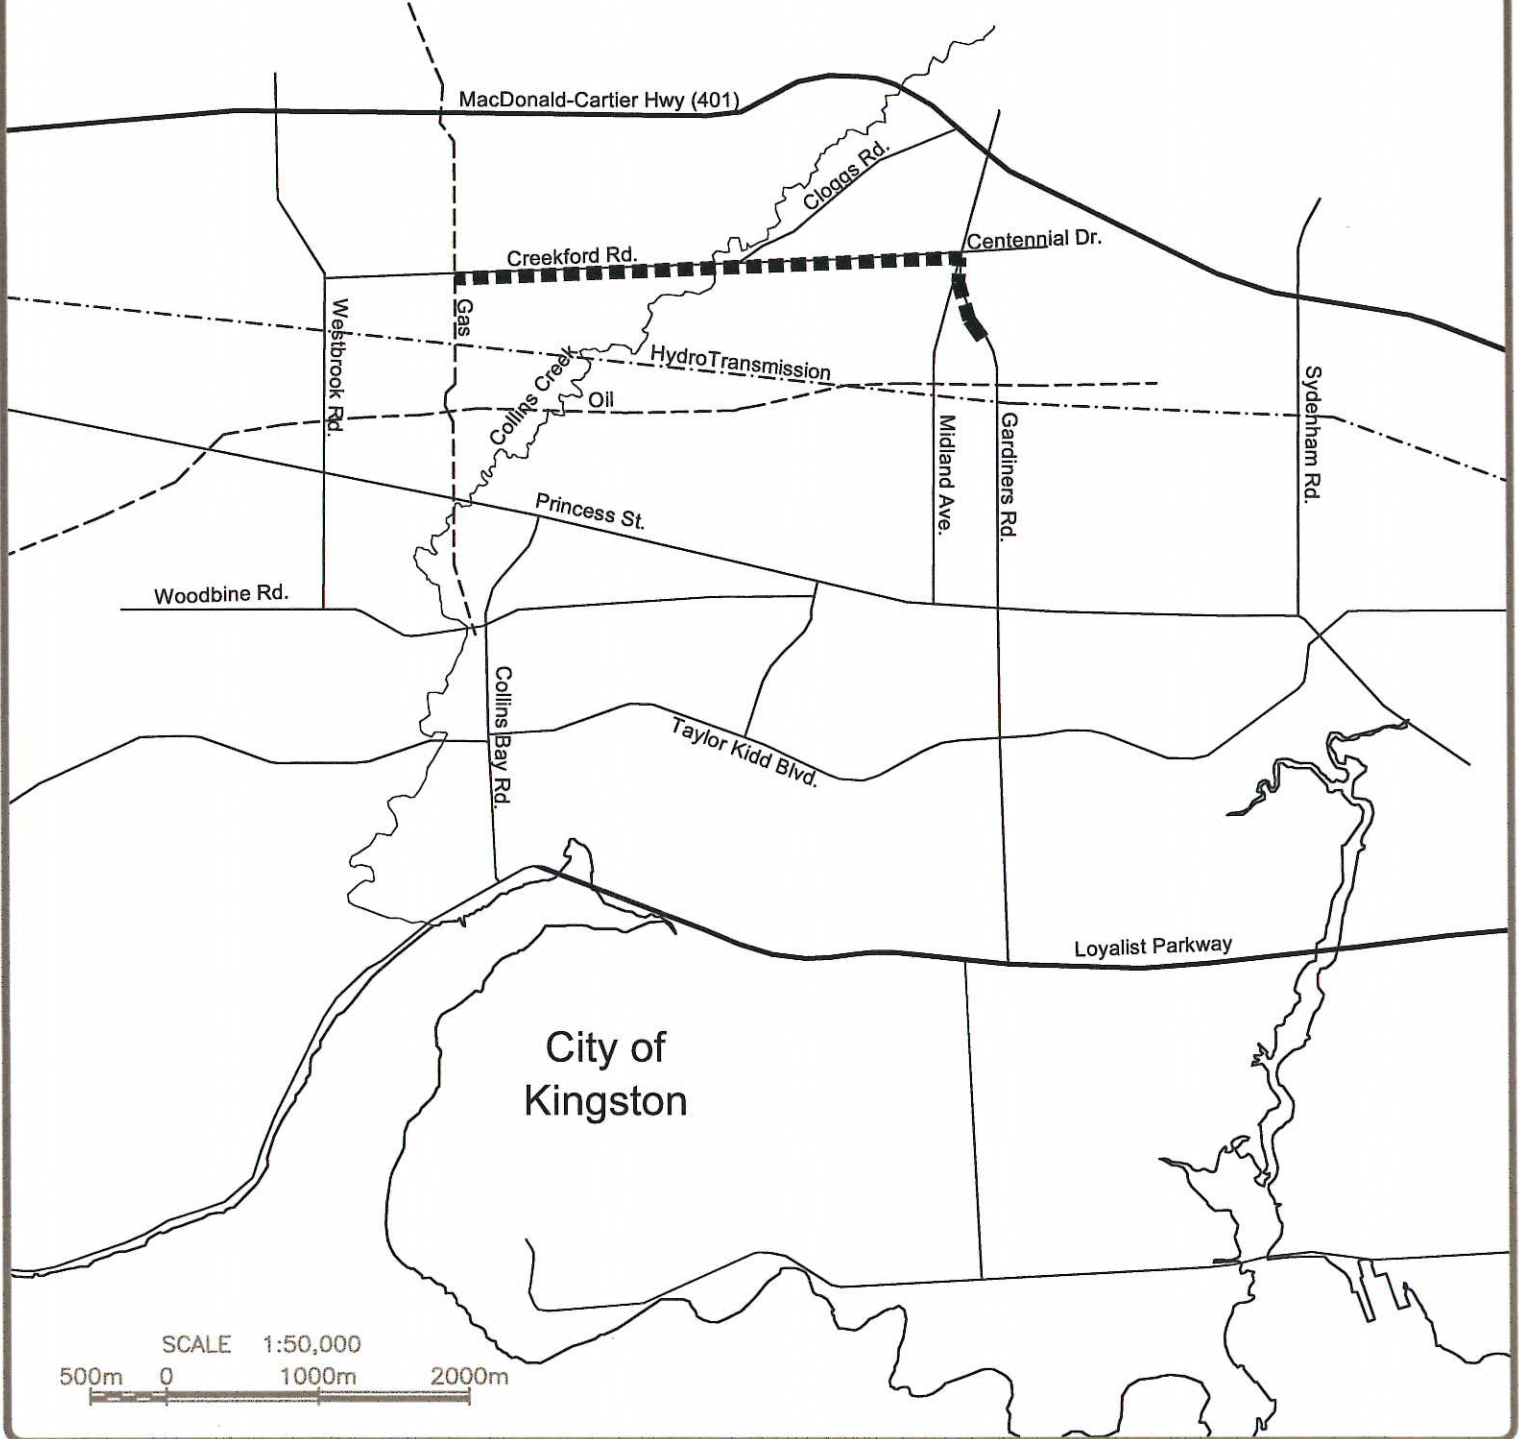 MacDonald-Cartier Hwy (401)
Cloggs Rd.
Creekford Rd.
Centennial Dr.
Gas
Westbrook Rd.
HydroTransmission
Collins Creek
Oil
Sydenham Rd.
Midland Ave.
Gardiners Rd.
Princess St.
Woodbine Rd.
Collins Bay Rd.
Taylor Kidd Blvd.
Loyalist Parkway
City of
Kingston
SCALE 1:50,000
500m 0 1000m 2000m